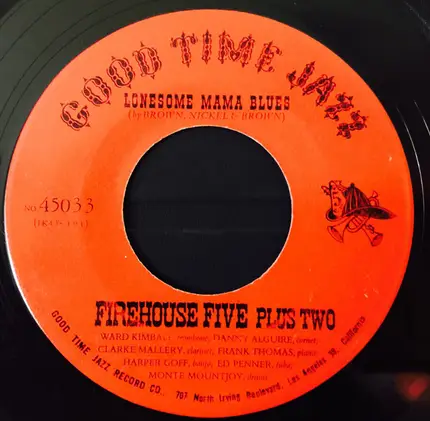 GOOD TIME JAZZ
LONESOME MAMA BLUES
(by BROWN, NICKEL & BROWN)
NO. 45033
FIREHOUSE FIVE PLUS TWO
WARD KIMBALL, trombone; DANNY ALGUIRE, cornet;
CLARKE MALLERY, clarinet; FRANK THOMAS, piano;
HARPER GOFF, banjo; ED PENNER, tuba;
MONTE MOUNTJOY, drums
GOOD TIME JAZZ RECORD CO., 707 North Irving Boulevard, Los Angeles 38, California